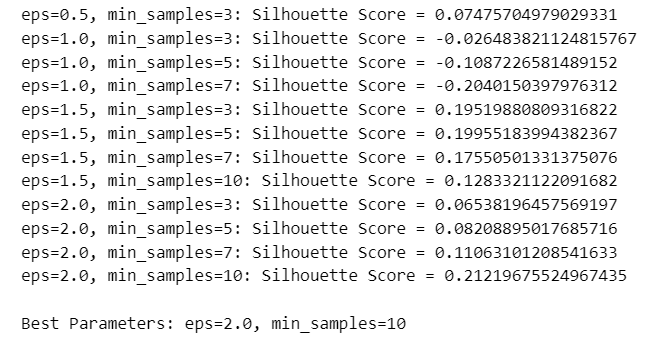 eps=0.5, min_samples=3: Silhouette Score = 0.07475704979029331
eps=1.0, min_samples=3: Silhouette Score = -0.026483821124815767
eps=1.0, min_samples=5: Silhouette Score = -0.1087226581489152
eps=1.0, min_samples=7: Silhouette Score = -0.2040150397976312
eps=1.5, min_samples=3: Silhouette Score = 0.19519880809316822
eps=1.5, min_samples=5: Silhouette Score = 0.19955183994382367
eps=1.5, min_samples=7: Silhouette Score = 0.17550501331375076
eps=1.5, min_samples=10: Silhouette Score = 0.1283321122091682
eps=2.0, min_samples=3: Silhouette Score = 0.06538196457569197
eps=2.0, min_samples=5: Silhouette Score = 0.08208895017685716
eps=2.0, min_samples=7: Silhouette Score = 0.11063101208541633
eps=2.0, min_samples=10: Silhouette Score = 0.21219675524967435
Best Parameters: eps=2.0, min_samples=10